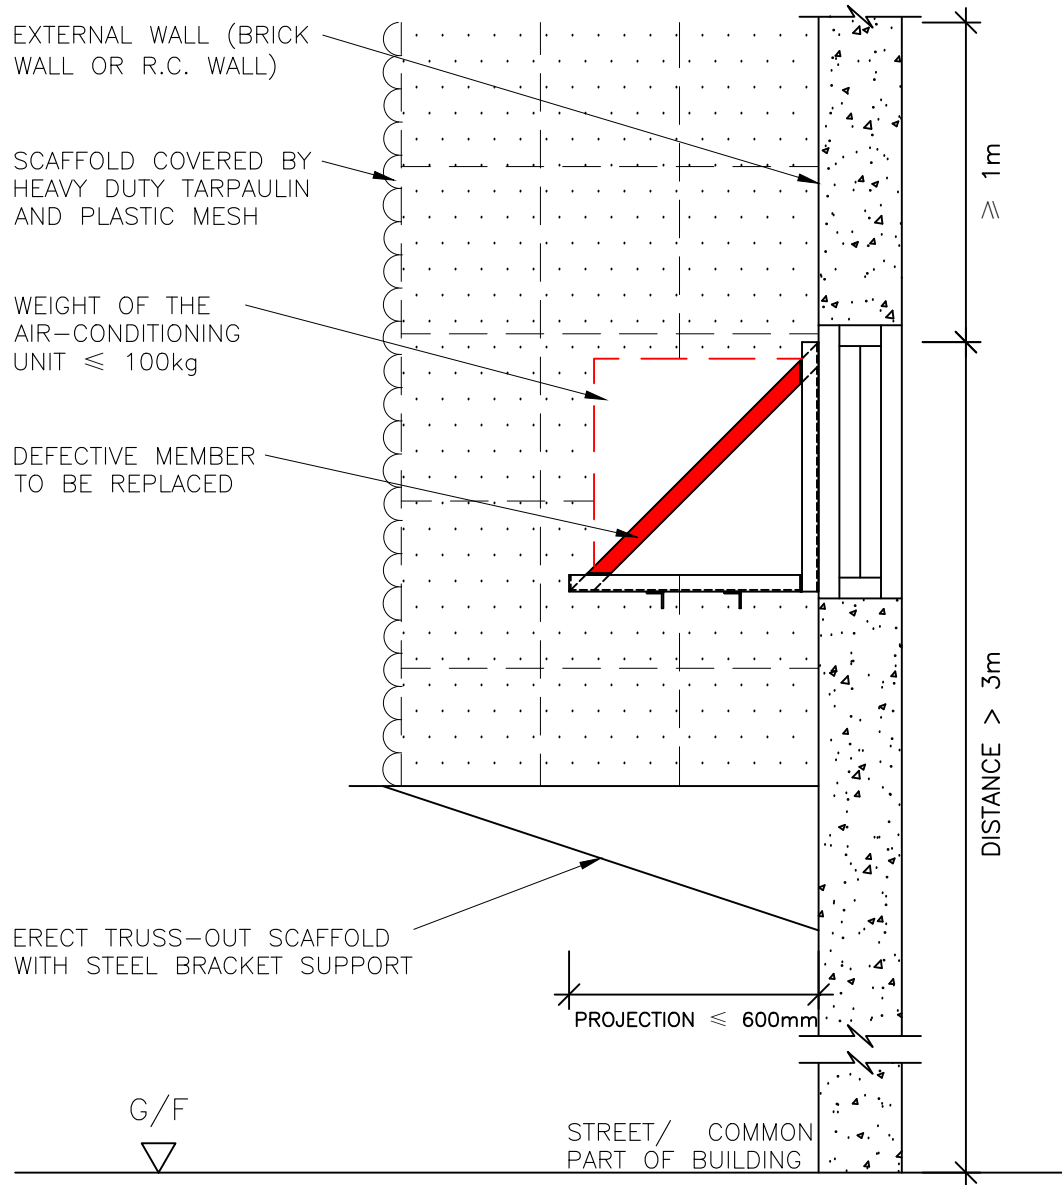 EXTERNAL WALL (BRICK
WALL OR R.C. WALL)
SCAFFOLD COVERED BY
HEAVY DUTY TARPAULIN
AND PLASTIC MESH
WEIGHT OF THE
AIR-CONDITIONING
UNIT ≤ 100kg
DEFECTIVE MEMBER
TO BE REPLACED
ERECT TRUSS-OUT SCAFFOLD
WITH STEEL BRACKET SUPPORT
≥ 1m
DISTANCE > 3m
PROJECTION ≤ 600mm
G/F
STREET/ COMMON
PART OF BUILDING